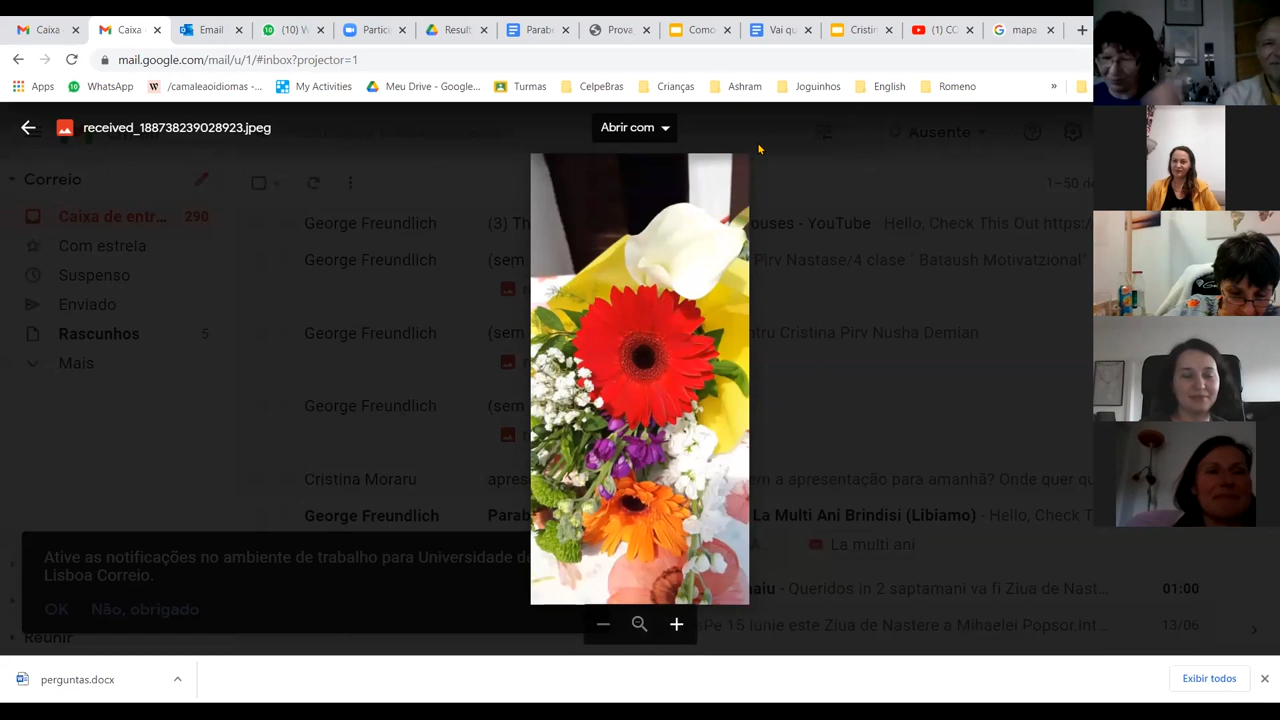 Caixa
Caixa
Email
(10)
Partici
Result
Parab
Prova
Como
Vai qu
Cristin
(1) CC
mapa
mail.google.com/mail/u/1/#inbox?projector=1
Apps
WhatsApp
/camaleaoidiomas -...
My Activities
Meu Drive - Google...
Turmas
CelpeBras
Crianças
Ashram
Joguinhos
English
Romeno
»
received_188738239028923.jpeg
Abrir com
Ausente
Correio
1–50 de
Caixa de entr... 290
George Freundlich (3) Th ouses - YouTube - Hello, Check This Out https://
Com estrela
George Freundlich (sem Pirv Nastase/4 clase " Bataush Motivatzional"
Suspenso
Enviado
Rascunhos 5
George Freundlich (sem tru Cristina Pirv Nusha Demian
Mais
George Freundlich (sem
Cristina Moraru apres em a apresentação para amanhã? Onde quer qu
George Freundlich Parab La Multi Ani Brindisi (Libiamo) - Hello, Check T
La multi ani
Ative as notificações no ambiente de trabalho para Universidade de
Lisboa Correio.
naiu - Queridos in 2 saptamani va fi Ziua de Nast... 01:00
OK Não, obrigado
Pe 15 Iunie este Ziua de Nastere a Mihaelei Popsor.int... 13/06
Reunir
perguntas.docx
Exibir todos